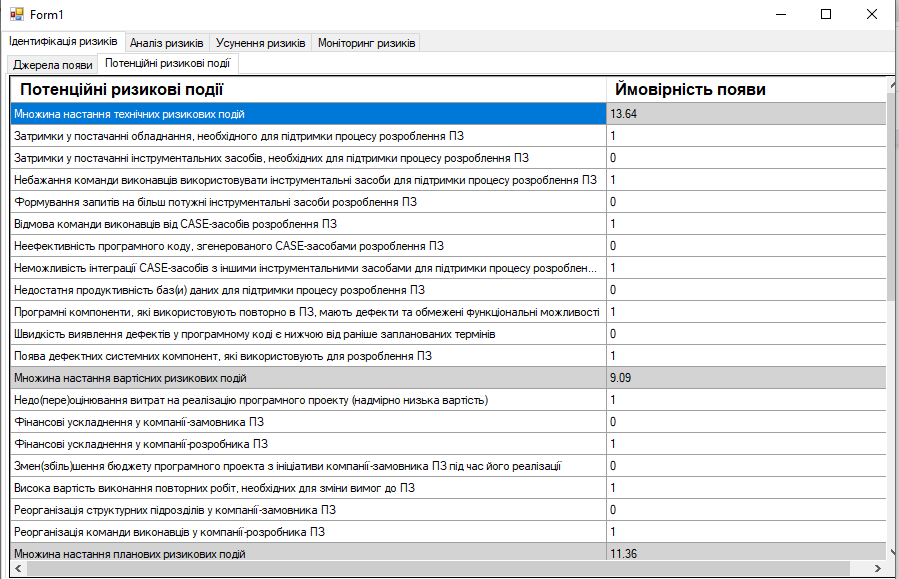 Form1
Ідентифікація ризиків Аналіз ризиків Усунення ризиків Моніторинг ризиків
Джерела появи Потенційні ризикові події
Потенційні ризикові події Ймовірність появи
Множина настання технічних ризикових подій 13.64
Затримки у постачанні обладнання, необхідного для підтримки процесу розроблення ПЗ 1
Затримки у постачанні інструментальних засобів, необхідних для підтримки процесу розроблення ПЗ 0
Небажання команди виконавців використовувати інструментальні засоби для підтримки процесу розроблення ПЗ 1
Формування запитів на більш потужні інструментальні засоби розроблення ПЗ 0
Відмова команди виконавців від CASE-засобів розроблення ПЗ 1
Неефективність програмного коду, згенерованого CASE-засобами розроблення ПЗ 0
Неможливість інтеграції CASE-засобів з іншими інструментальними засобами для підтримки процесу розроблен... 1
Недостатня продуктивність баз(и) даних для підтримки процесу розроблення ПЗ 0
Програмні компоненти, які використовують повторно в ПЗ, мають дефекти та обмежені функціональні можливості 1
Швидкість виявлення дефектів у програмному коді є нижчою від раніше запланованих термінів 0
Поява дефектних системних компонент, які використовують для розроблення ПЗ 1
Множина настання вартісних ризикових подій 9.09
Недо(пере)оцінювання витрат на реалізацію програмного проекту (надмірно низька вартість) 1
Фінансові ускладнення у компанії-замовника ПЗ 0
Фінансові ускладнення у компанії-розробника ПЗ 1
Змен(збіль)шення бюджету програмного проекта з ініціативи компанії-замовника ПЗ під час його реалізації 0
Висока вартість виконання повторних робіт, необхідних для зміни вимог до ПЗ 1
Реорганізація структурних підрозділів у компанії-замовника ПЗ 0
Реорганізація команди виконавців у компанії-розробника ПЗ 1
Множина настання планових ризикових подій 11.36